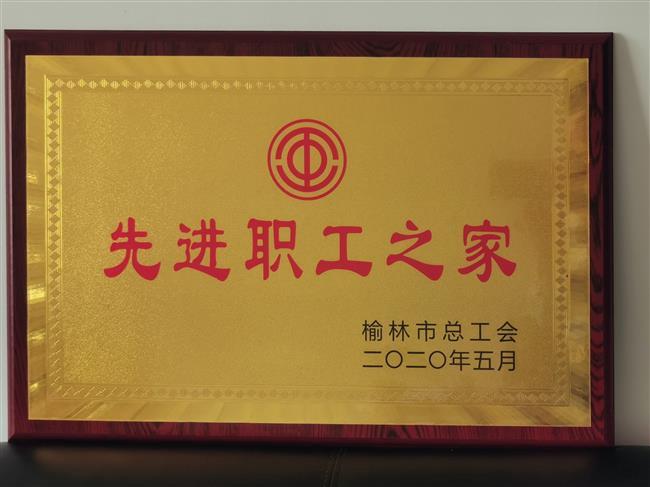 先进职工之家
榆林市总工会
二〇二〇年五月